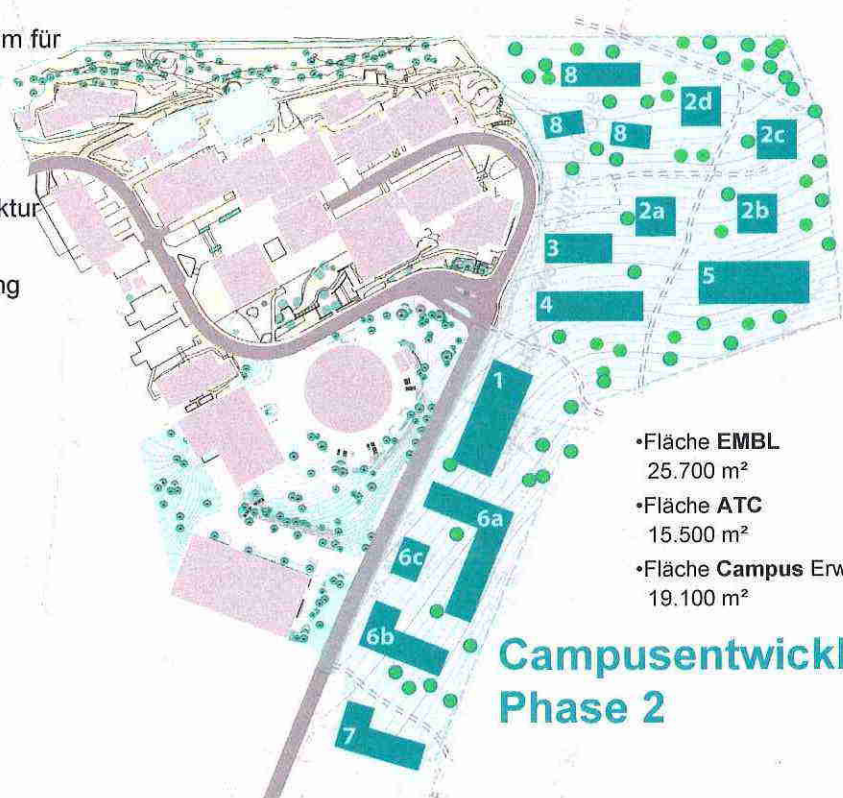 m für
ktur
ng
8
8
8
2d
2c
2a
2b
3
4
5
1
6a
6c
6b
7
•Fläche EMBL
25.700 m²
•Fläche ATC
15.500 m²
•Fläche Campus Erw
19.100 m²
Campusentwickl
Phase 2